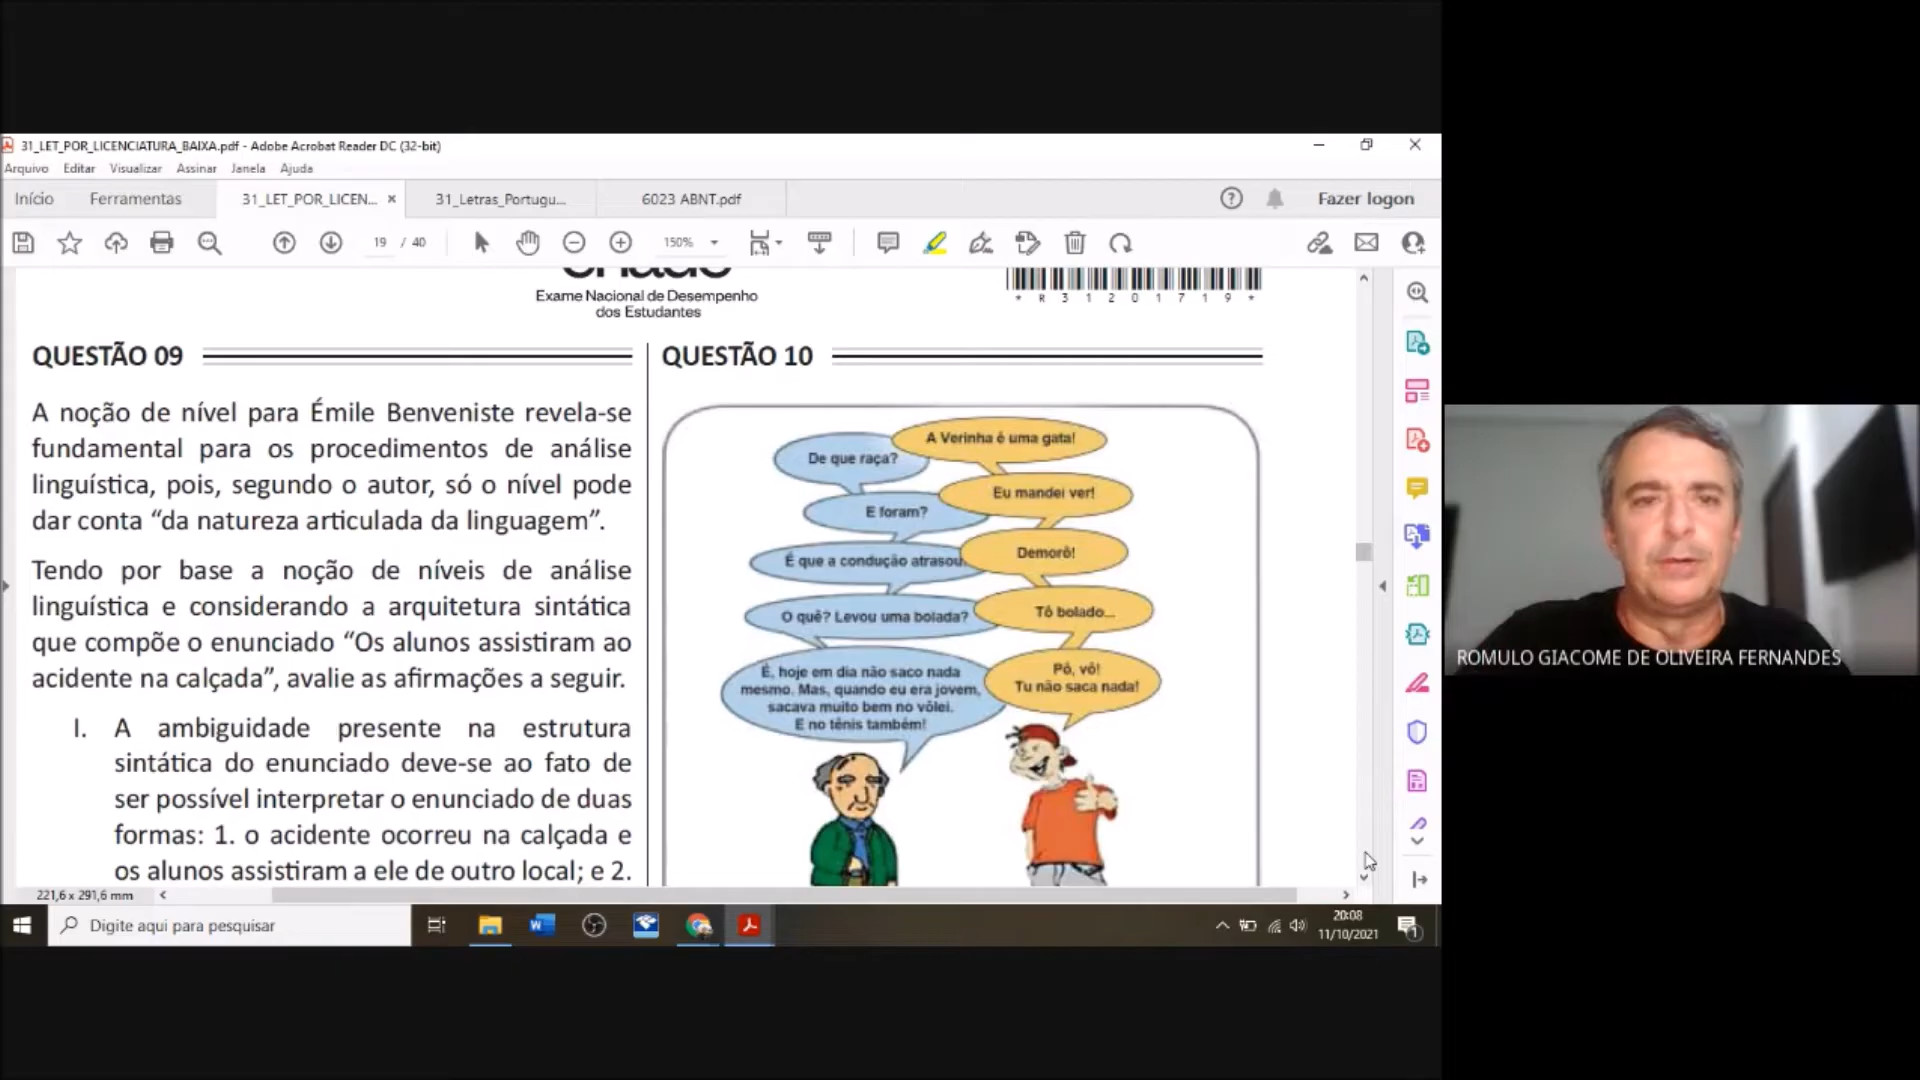 31_LET_POR_LICENCIATURA_BAIXA.pdf - Adobe Acrobat Reader DC (32-bit)
Arquivo Editar Visualizar Assinar Janela Ajuda
Início Ferramentas 31_LET_POR_LICEN... × 31_Letras_Portugu... 6023 ABNT.pdf Fazer logon
19 / 40 150%
Exame Nacional de Desempenho
dos Estudantes
* R 3 1 2 0 1 7 1 9 *
QUESTÃO 09
A noção de nível para Émile Benveniste revela-se
fundamental para os procedimentos de análise
linguística, pois, segundo o autor, só o nível pode
dar conta “da natureza articulada da linguagem”.
Tendo por base a noção de níveis de análise
linguística e considerando a arquitetura sintática
que compõe o enunciado “Os alunos assistiram ao
acidente na calçada”, avalie as afirmações a seguir.
I. A ambiguidade presente na estrutura
sintática do enunciado deve-se ao fato de
ser possível interpretar o enunciado de duas
formas: 1. o acidente ocorreu na calçada e
os alunos assistiram a ele de outro local; e 2.
QUESTÃO 10
A Verinha é uma gata!
De que raça?
Eu mandei ver!
E foram?
Demorô!
É que a condução atrasou!
Tô bolado...
O quê? Levou uma bolada?
Pô, vô!
Tu não saca nada!
É, hoje em dia não saco nada
mesmo. Mas, quando eu era jovem,
sacava muito bem no vôlei.
E no tênis também!
221,6 x 291,6 mm
Digite aqui para pesquisar
20:08
11/10/2021
1
ROMULO GIACOME DE OLIVEIRA FERNANDES